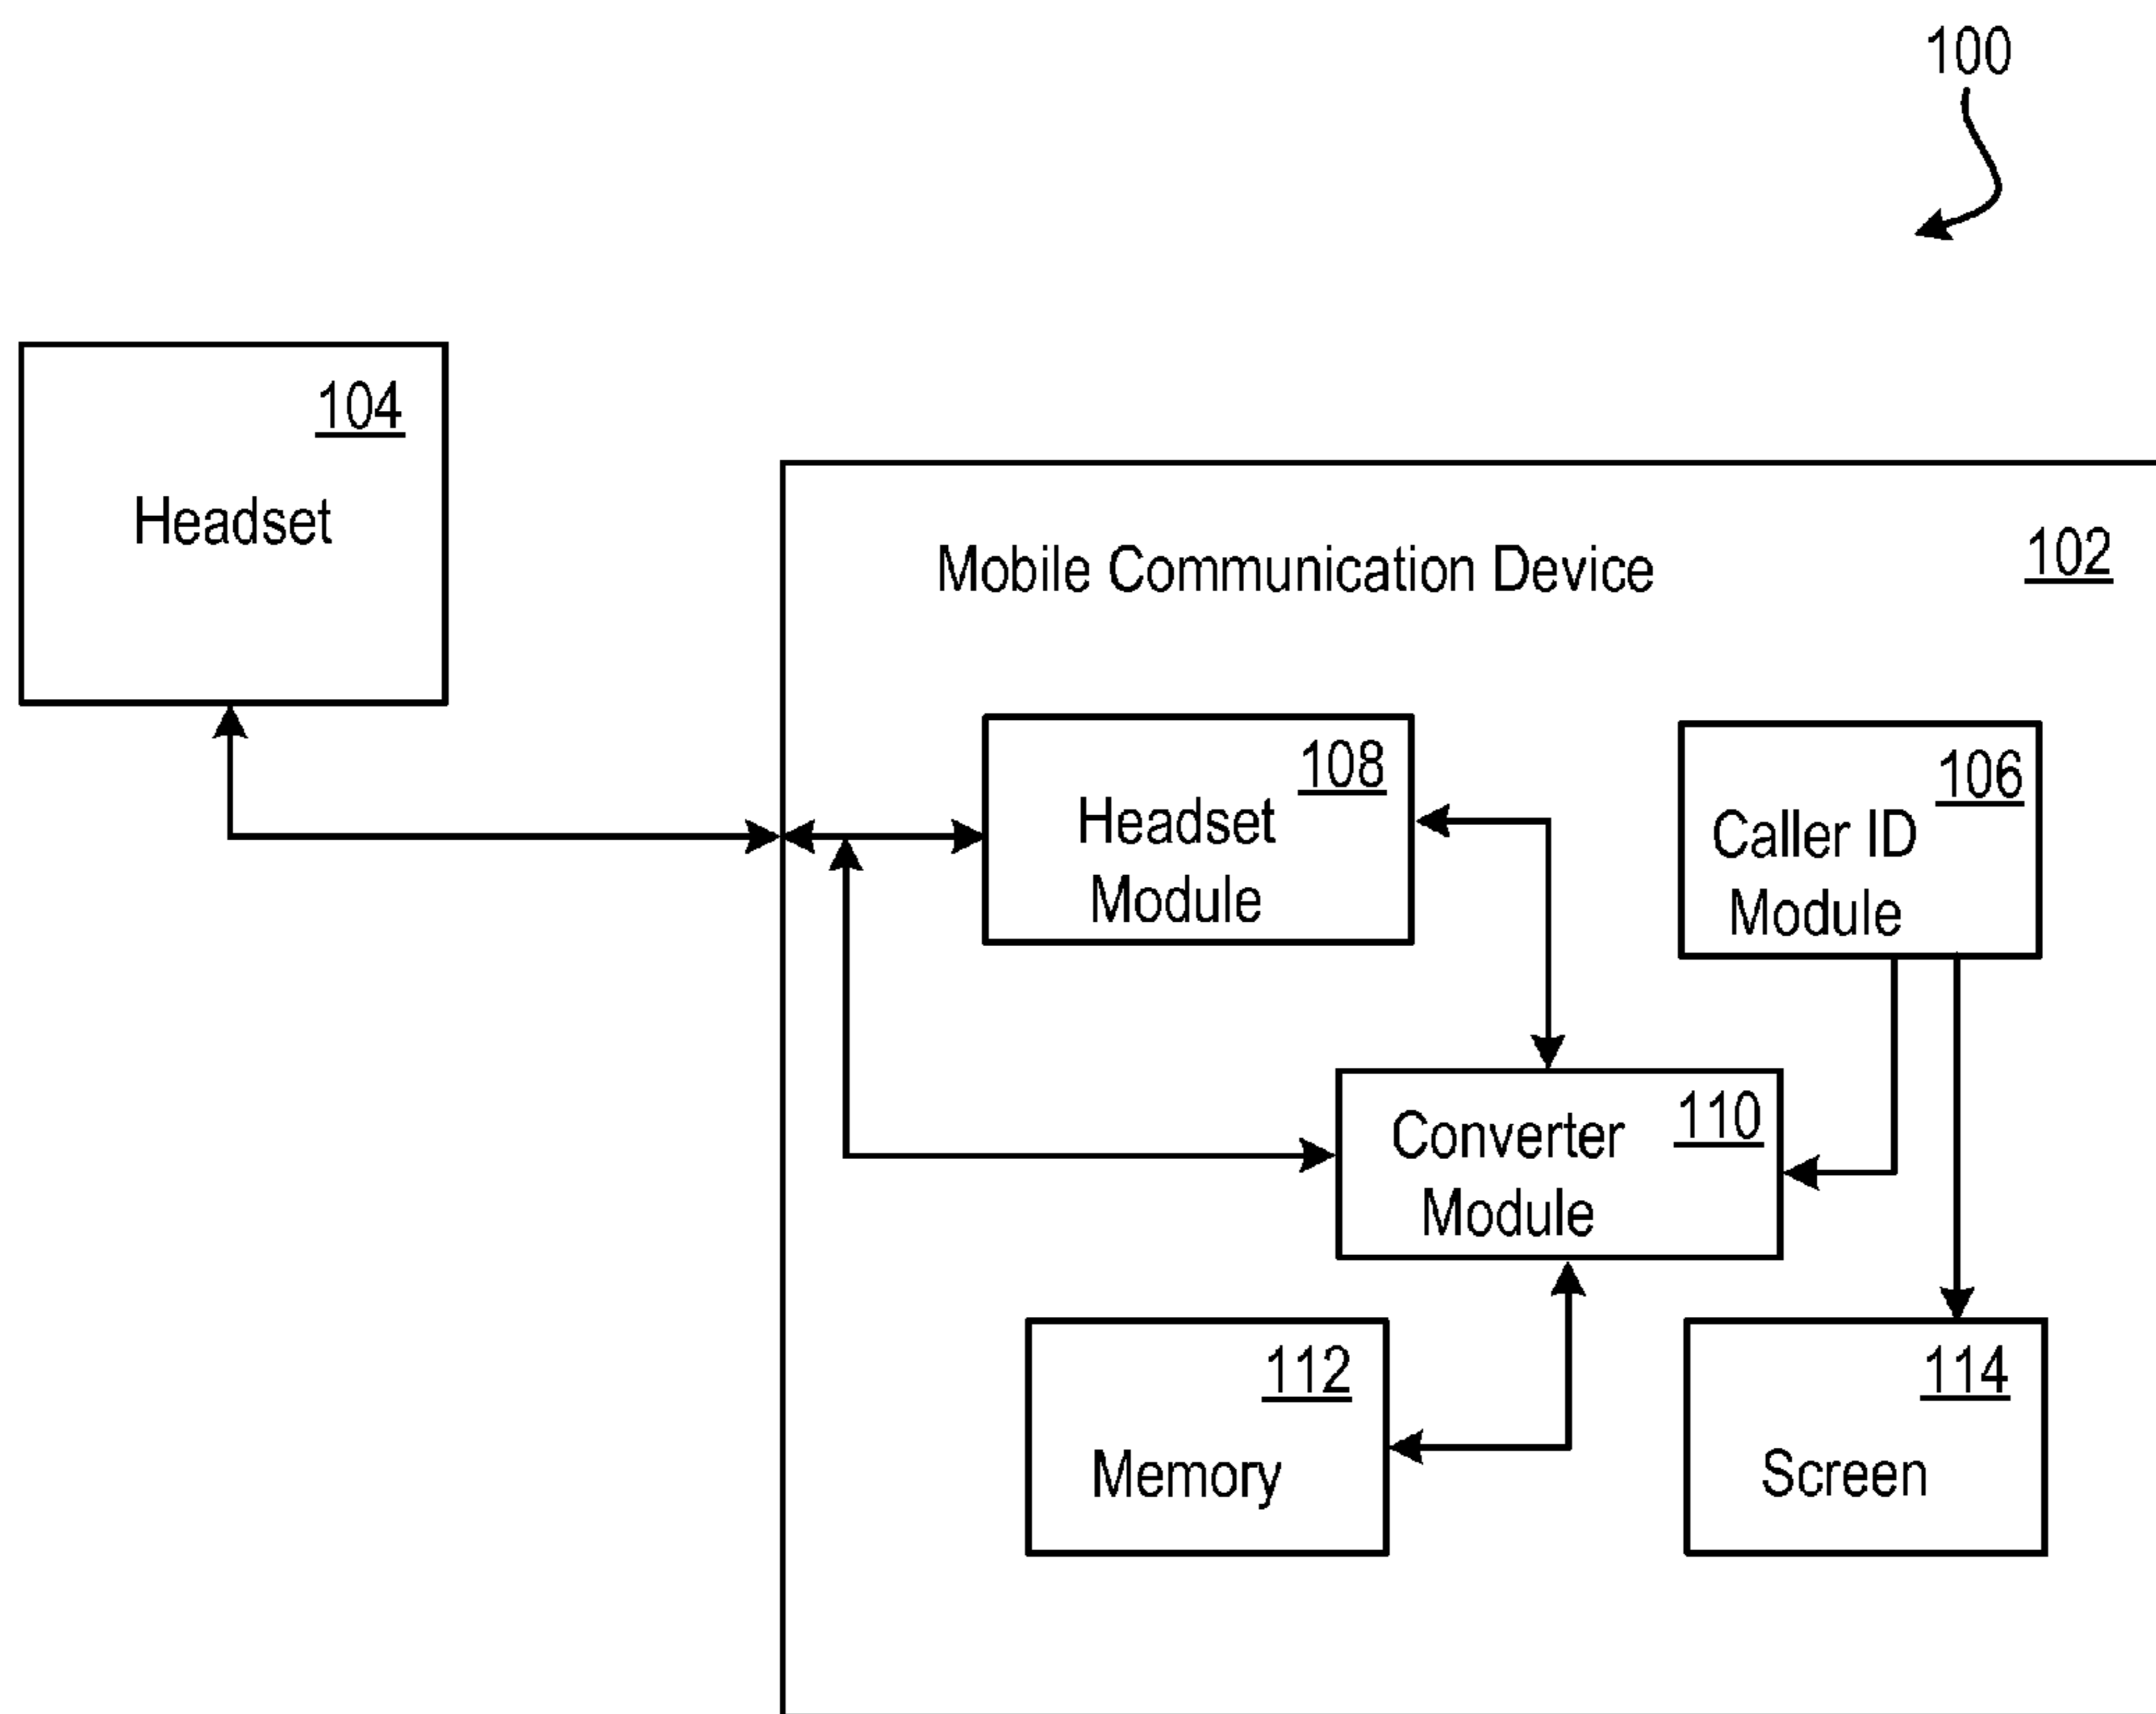 100
104
Headset
Mobile Communication Device
102
108
Headset
Module
106
Caller ID
Module
110
Converter
Module
112
Memory
114
Screen